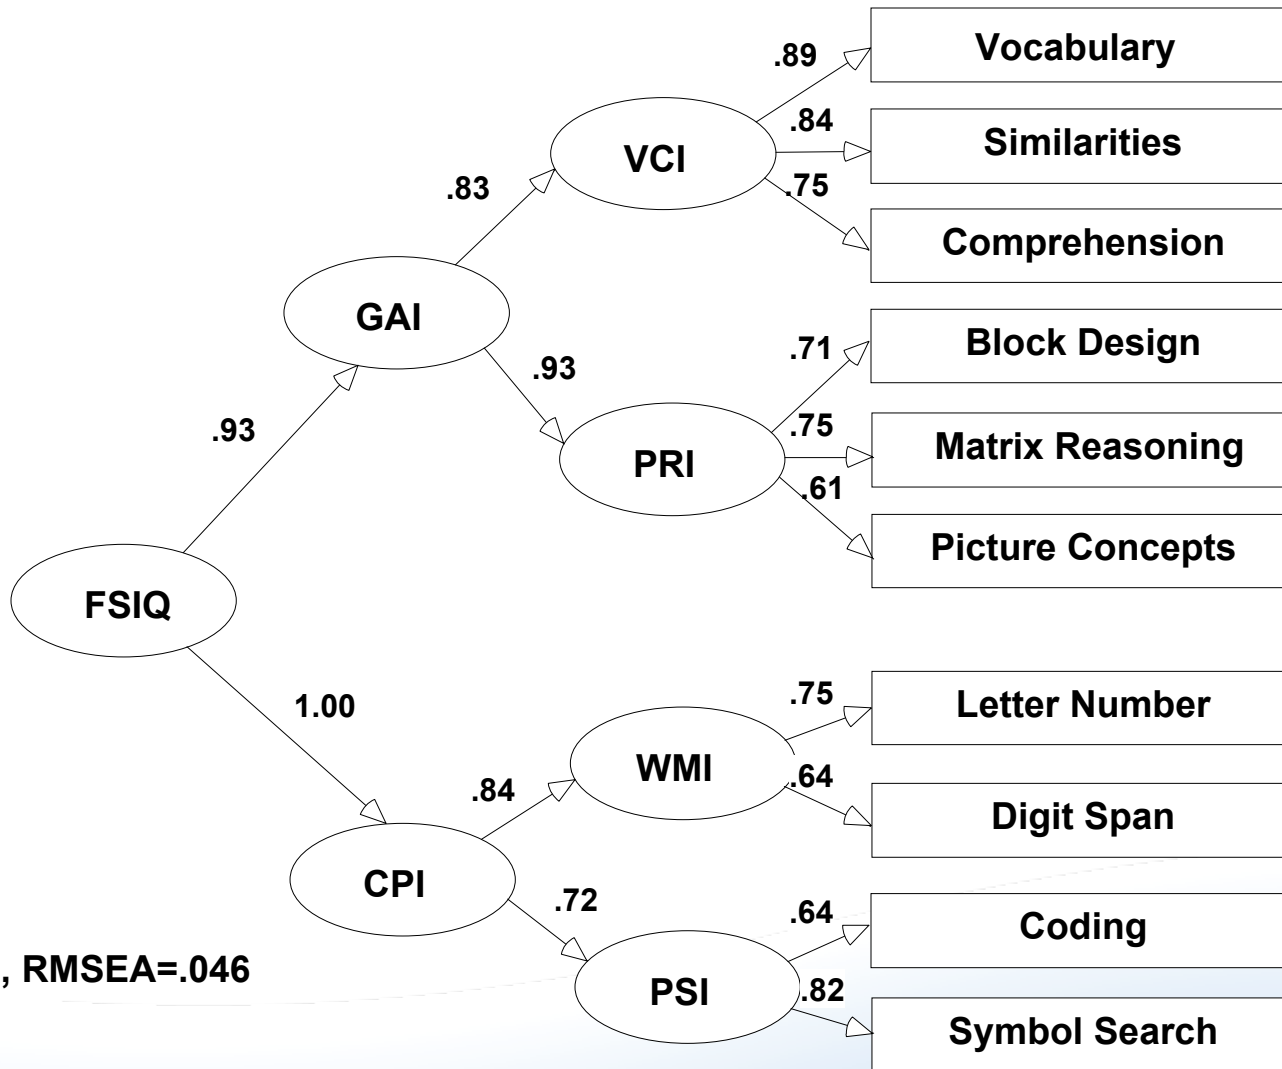 .89
Vocabulary
.84
Similarities
VCI
.83
.75
Comprehension
GAI
.71
Block Design
.93
.75
Matrix Reasoning
.93
PRI
.61
Picture Concepts
FSIQ
1.00
.75
Letter Number
WMI
.84
.64
Digit Span
CPI
.72
.64
Coding
, RMSEA=.046
PSI
.82
Symbol Search